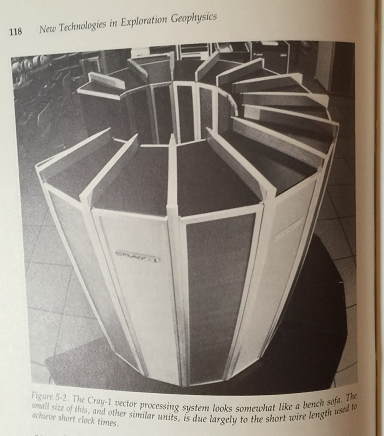 118 New Technologies in Exploration Geophysics
CRAY-1
Figure 5-2. The Cray-1 vector processing system looks somewhat like a bench sofa. The
small size of this, and other similar units, is due largely to the short wire length used to
achieve short clock times.